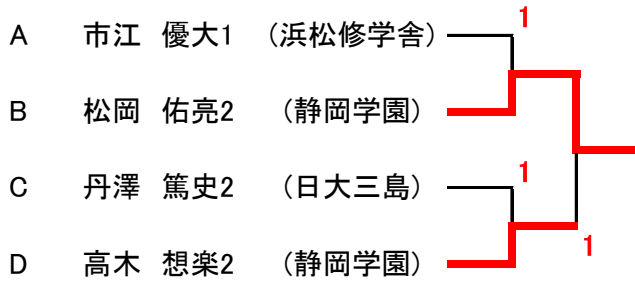 1
A 市江 優大1 （浜松修学舎）
B 松岡 佑亮2 （静岡学園）
1
C 丹澤 篤史2 （日大三島）
1
D 高木 想楽2 （静岡学園）